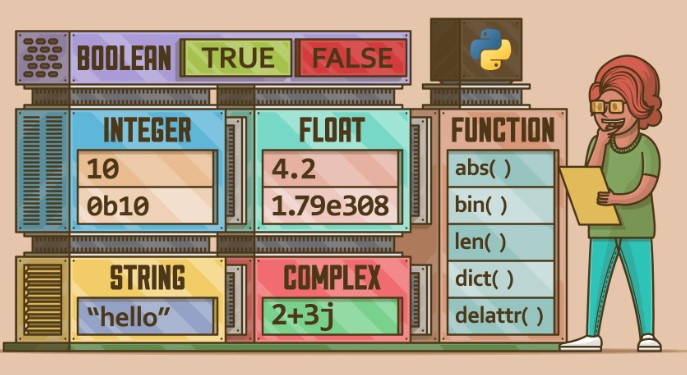 BOOLEAN TRUE FALSE
INTEGER
10
0b10
FLOAT
4.2
1.79e308
FUNCTION
abs( )
bin( )
len( )
dict( )
delattr( )
STRING
“hello”
COMPLEX
2+3j